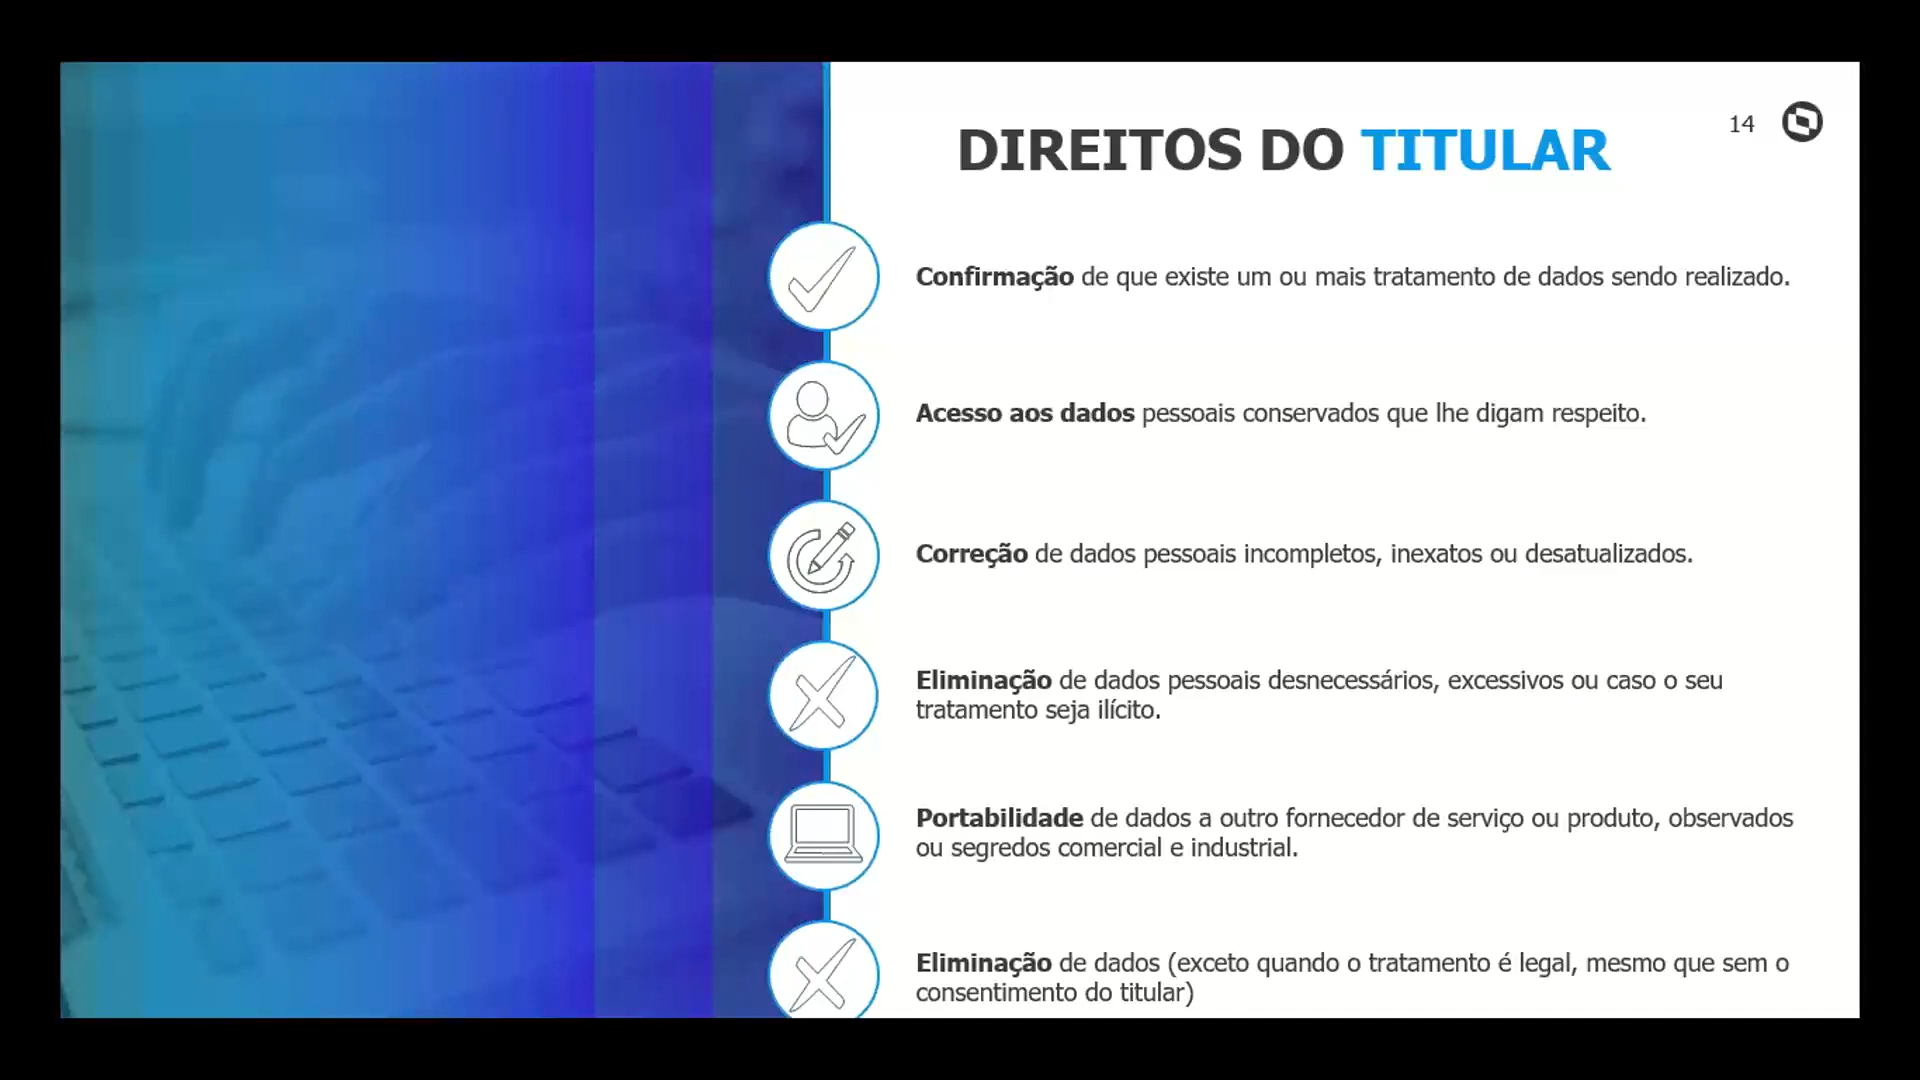 14
DIREITOS DO TITULAR
Confirmação de que existe um ou mais tratamento de dados sendo realizado.
Acesso aos dados pessoais conservados que lhe digam respeito.
Correção de dados pessoais incompletos, inexatos ou desatualizados.
Eliminação de dados pessoais desnecessários, excessivos ou caso o seu
tratamento seja ilícito.
Portabilidade de dados a outro fornecedor de serviço ou produto, observados
ou segredos comercial e industrial.
Eliminação de dados (exceto quando o tratamento é legal, mesmo que sem o
consentimento do titular)